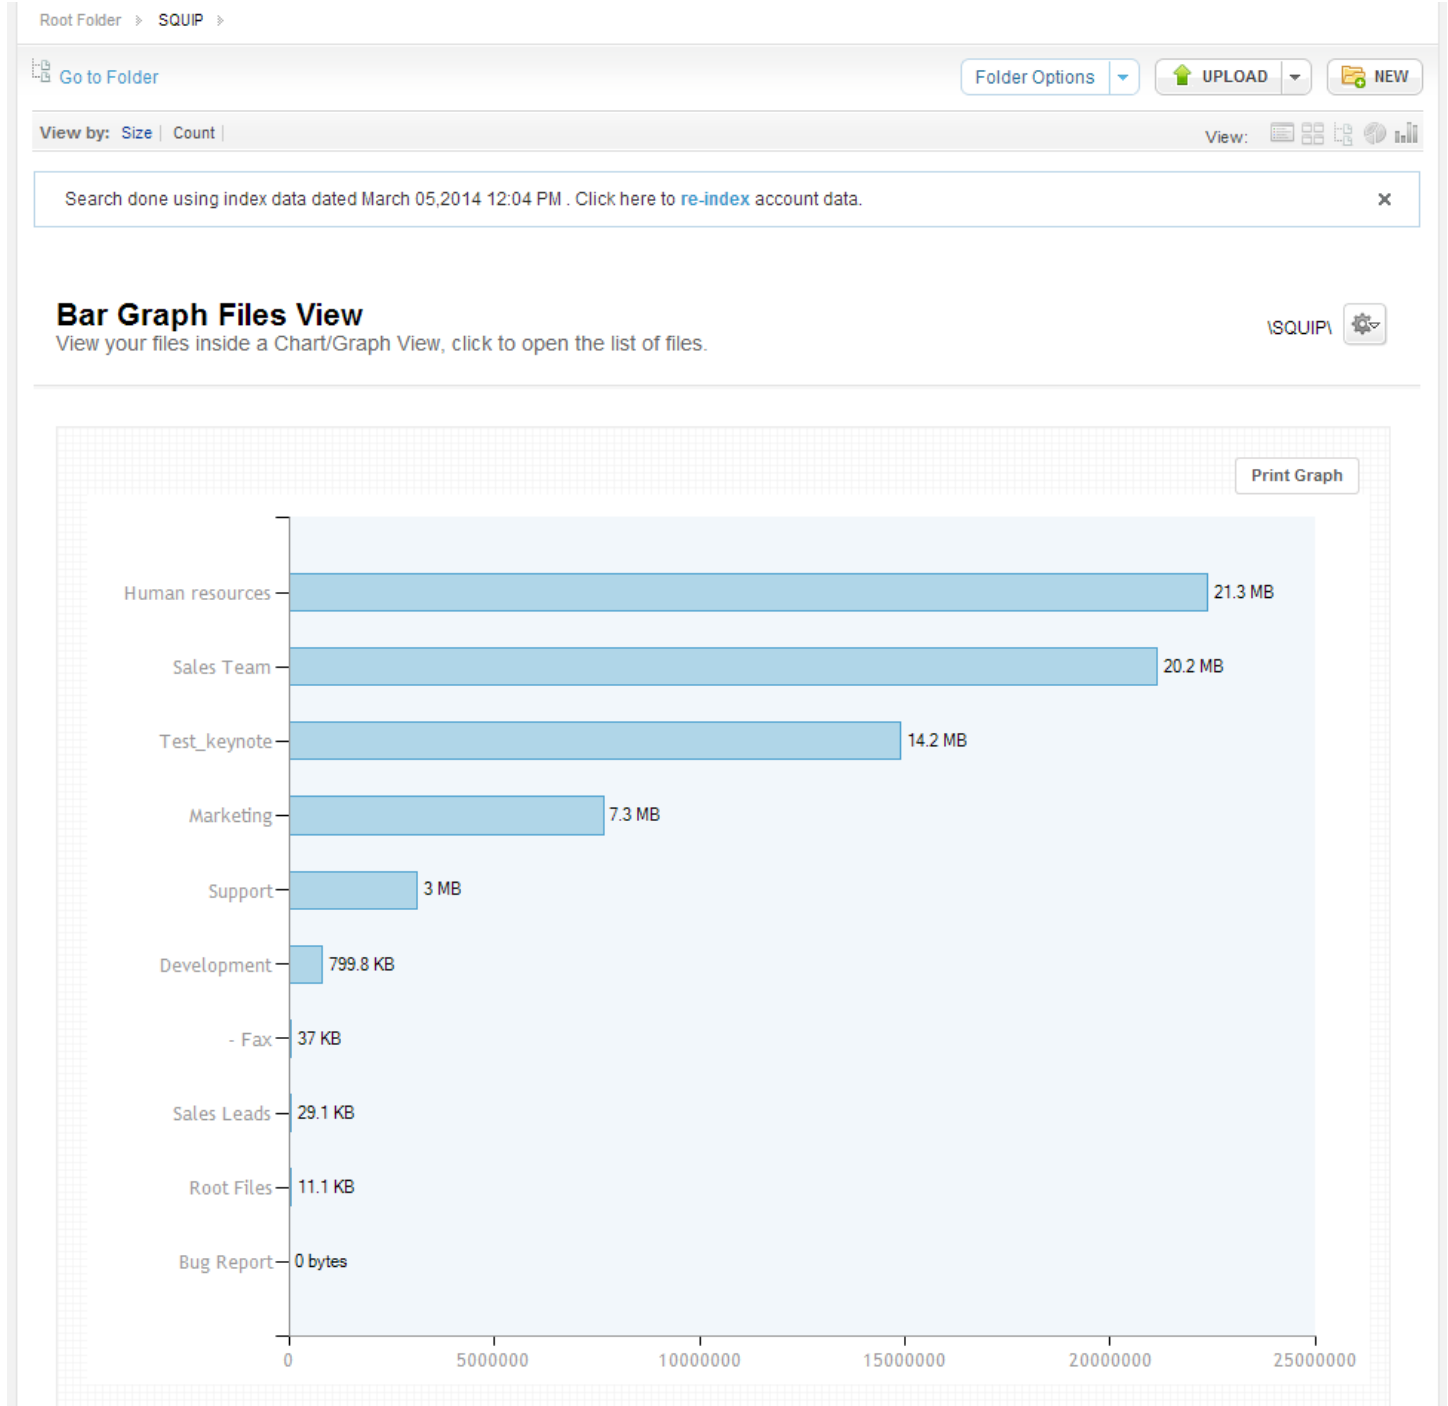 Root Folder SQUIP
Go to Folder Folder Options UPLOAD NEW
View by: Size | Count | View:
Search done using index data dated March 05,2014 12:04 PM . Click here to re-index account data. ×
Bar Graph Files View
\SQUIP\
View your files inside a Chart/Graph View, click to open the list of files.
Print Graph
Human resources 21.3 MB
Sales Team 20.2 MB
Test_keynote 14.2 MB
Marketing 7.3 MB
Support 3 MB
Development 799.8 KB
- Fax 37 KB
Sales Leads 29.1 KB
Root Files 11.1 KB
Bug Report 0 bytes
0 5000000 10000000 15000000 20000000 25000000